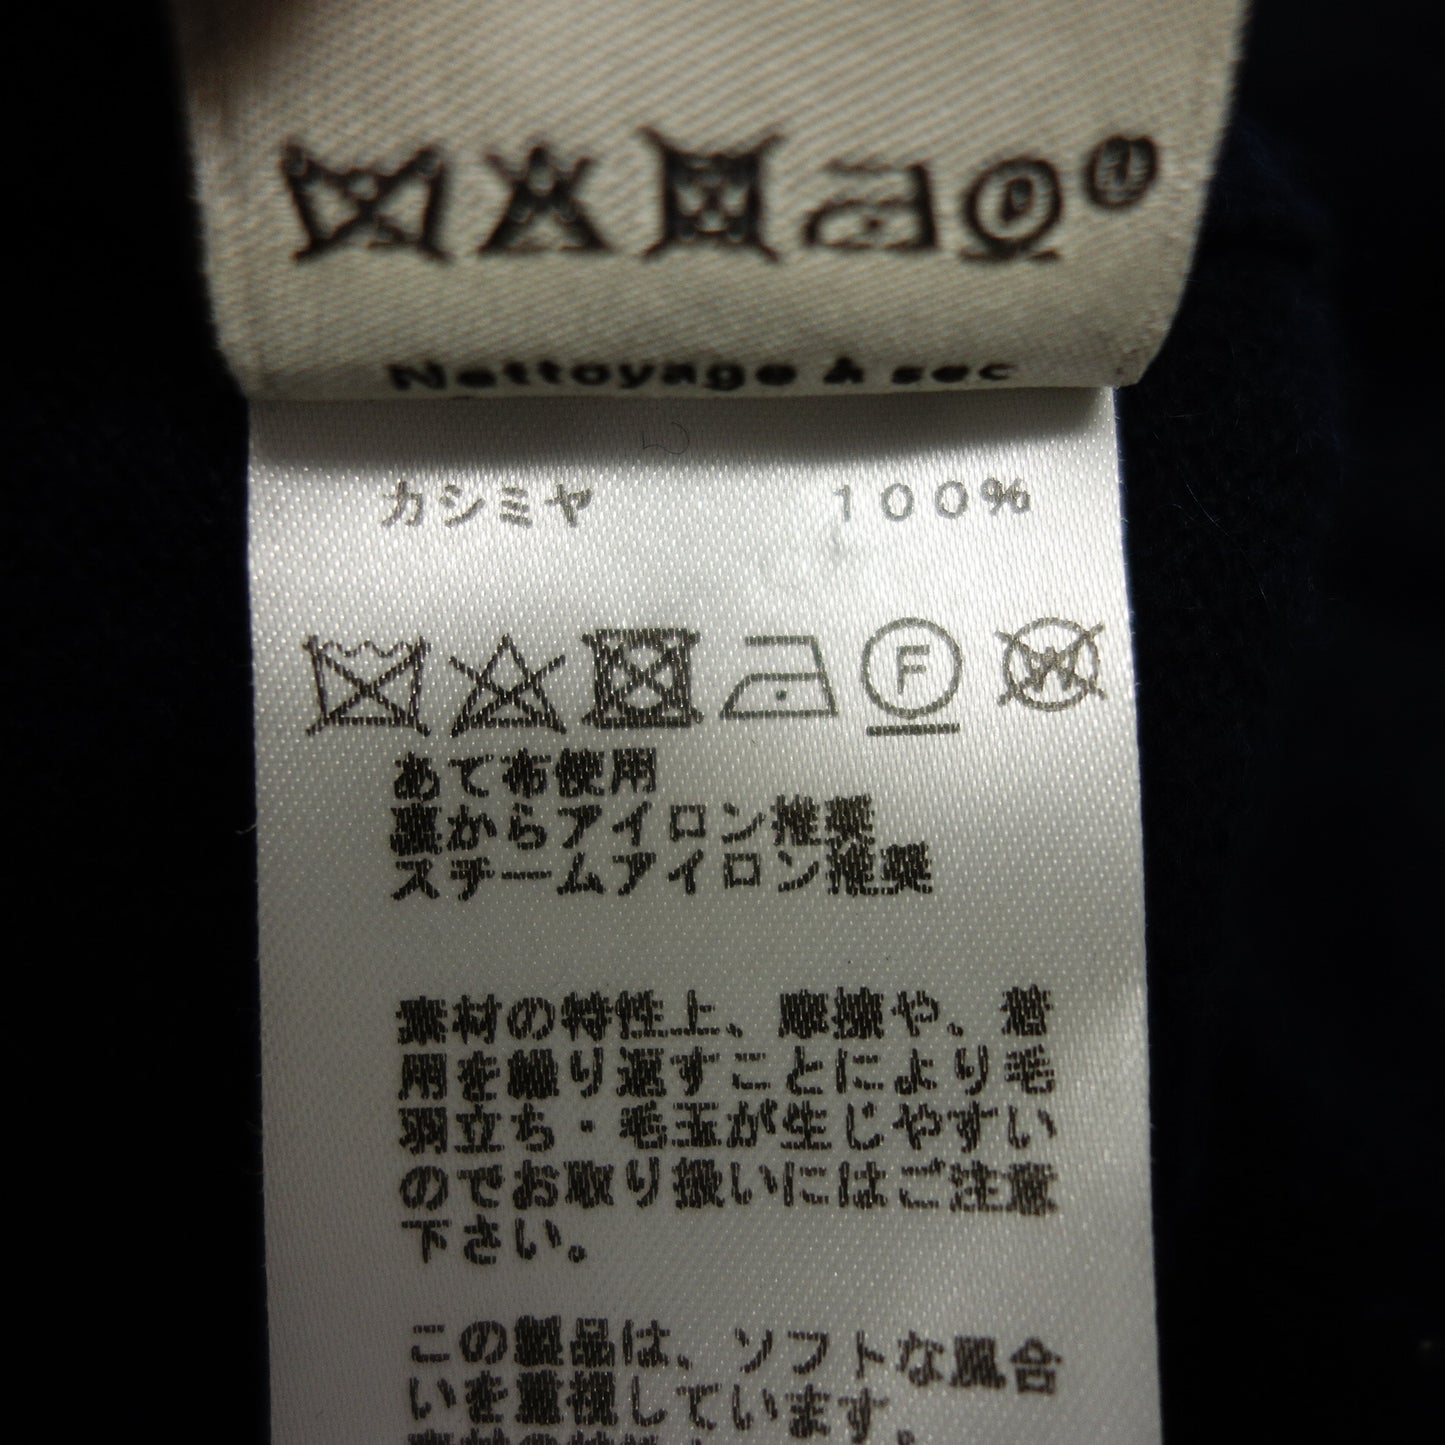 Nettoyage À sec
カシミヤ 100%
F
W
あて布使用
裏からアイロン推奨
スチームアイロン推奨
素材の特性上、摩擦や、着
用を繰り返すことにより毛
羽立ち・毛玉が生じやすい
のでお取り扱いにはご注意
下さい。
この製品は、ソフトな風合
いを重視しています。